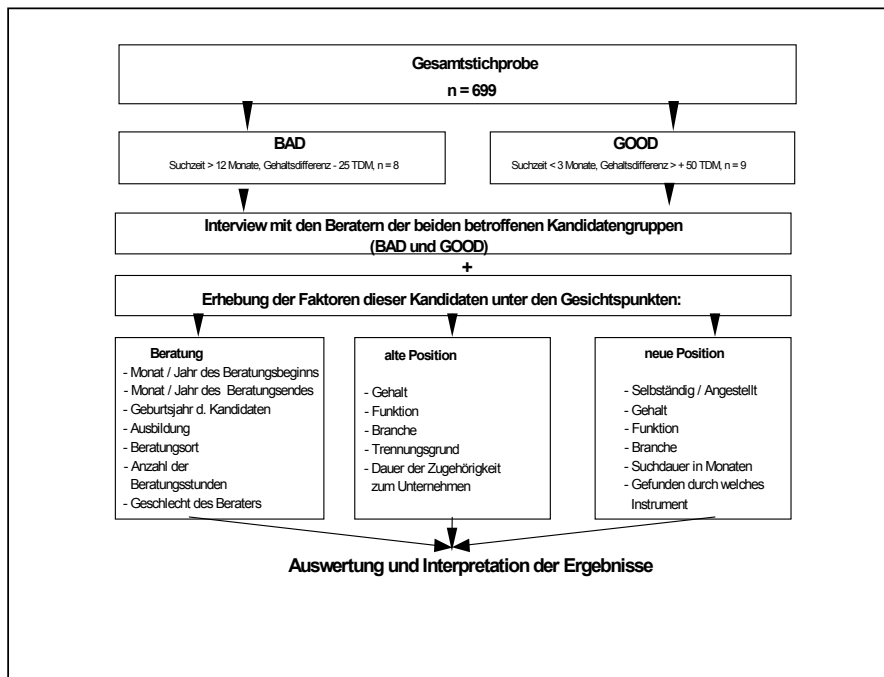 Gesamtstichprobe
n = 699
BAD
Suchzeit > 12 Monate, Gehaltsdifferenz - 25 TDM, n = 8
GOOD
Suchzeit < 3 Monate, Gehaltsdifferenz > + 50 TDM, n = 9
Interview mit den Beratern der beiden betroffenen Kandidatengruppen
(BAD und GOOD)
+
Erhebung der Faktoren dieser Kandidaten unter den Gesichtspunkten:
Beratung
- Monat / Jahr des Beratungsbeginns
- Monat / Jahr des Beratungsendes
- Geburtsjahr d. Kandidaten
- Ausbildung
- Beratungsort
- Anzahl der
Beratungsstunden
- Geschlecht des Beraters
alte Position
- Gehalt
- Funktion
- Branche
- Trennungsgrund
- Dauer der Zugehörigkeit
zum Unternehmen
neue Position
- Selbständig / Angestellt
- Gehalt
- Funktion
- Branche
- Suchdauer in Monaten
- Gefunden durch welches
Instrument
Auswertung und Interpretation der Ergebnisse